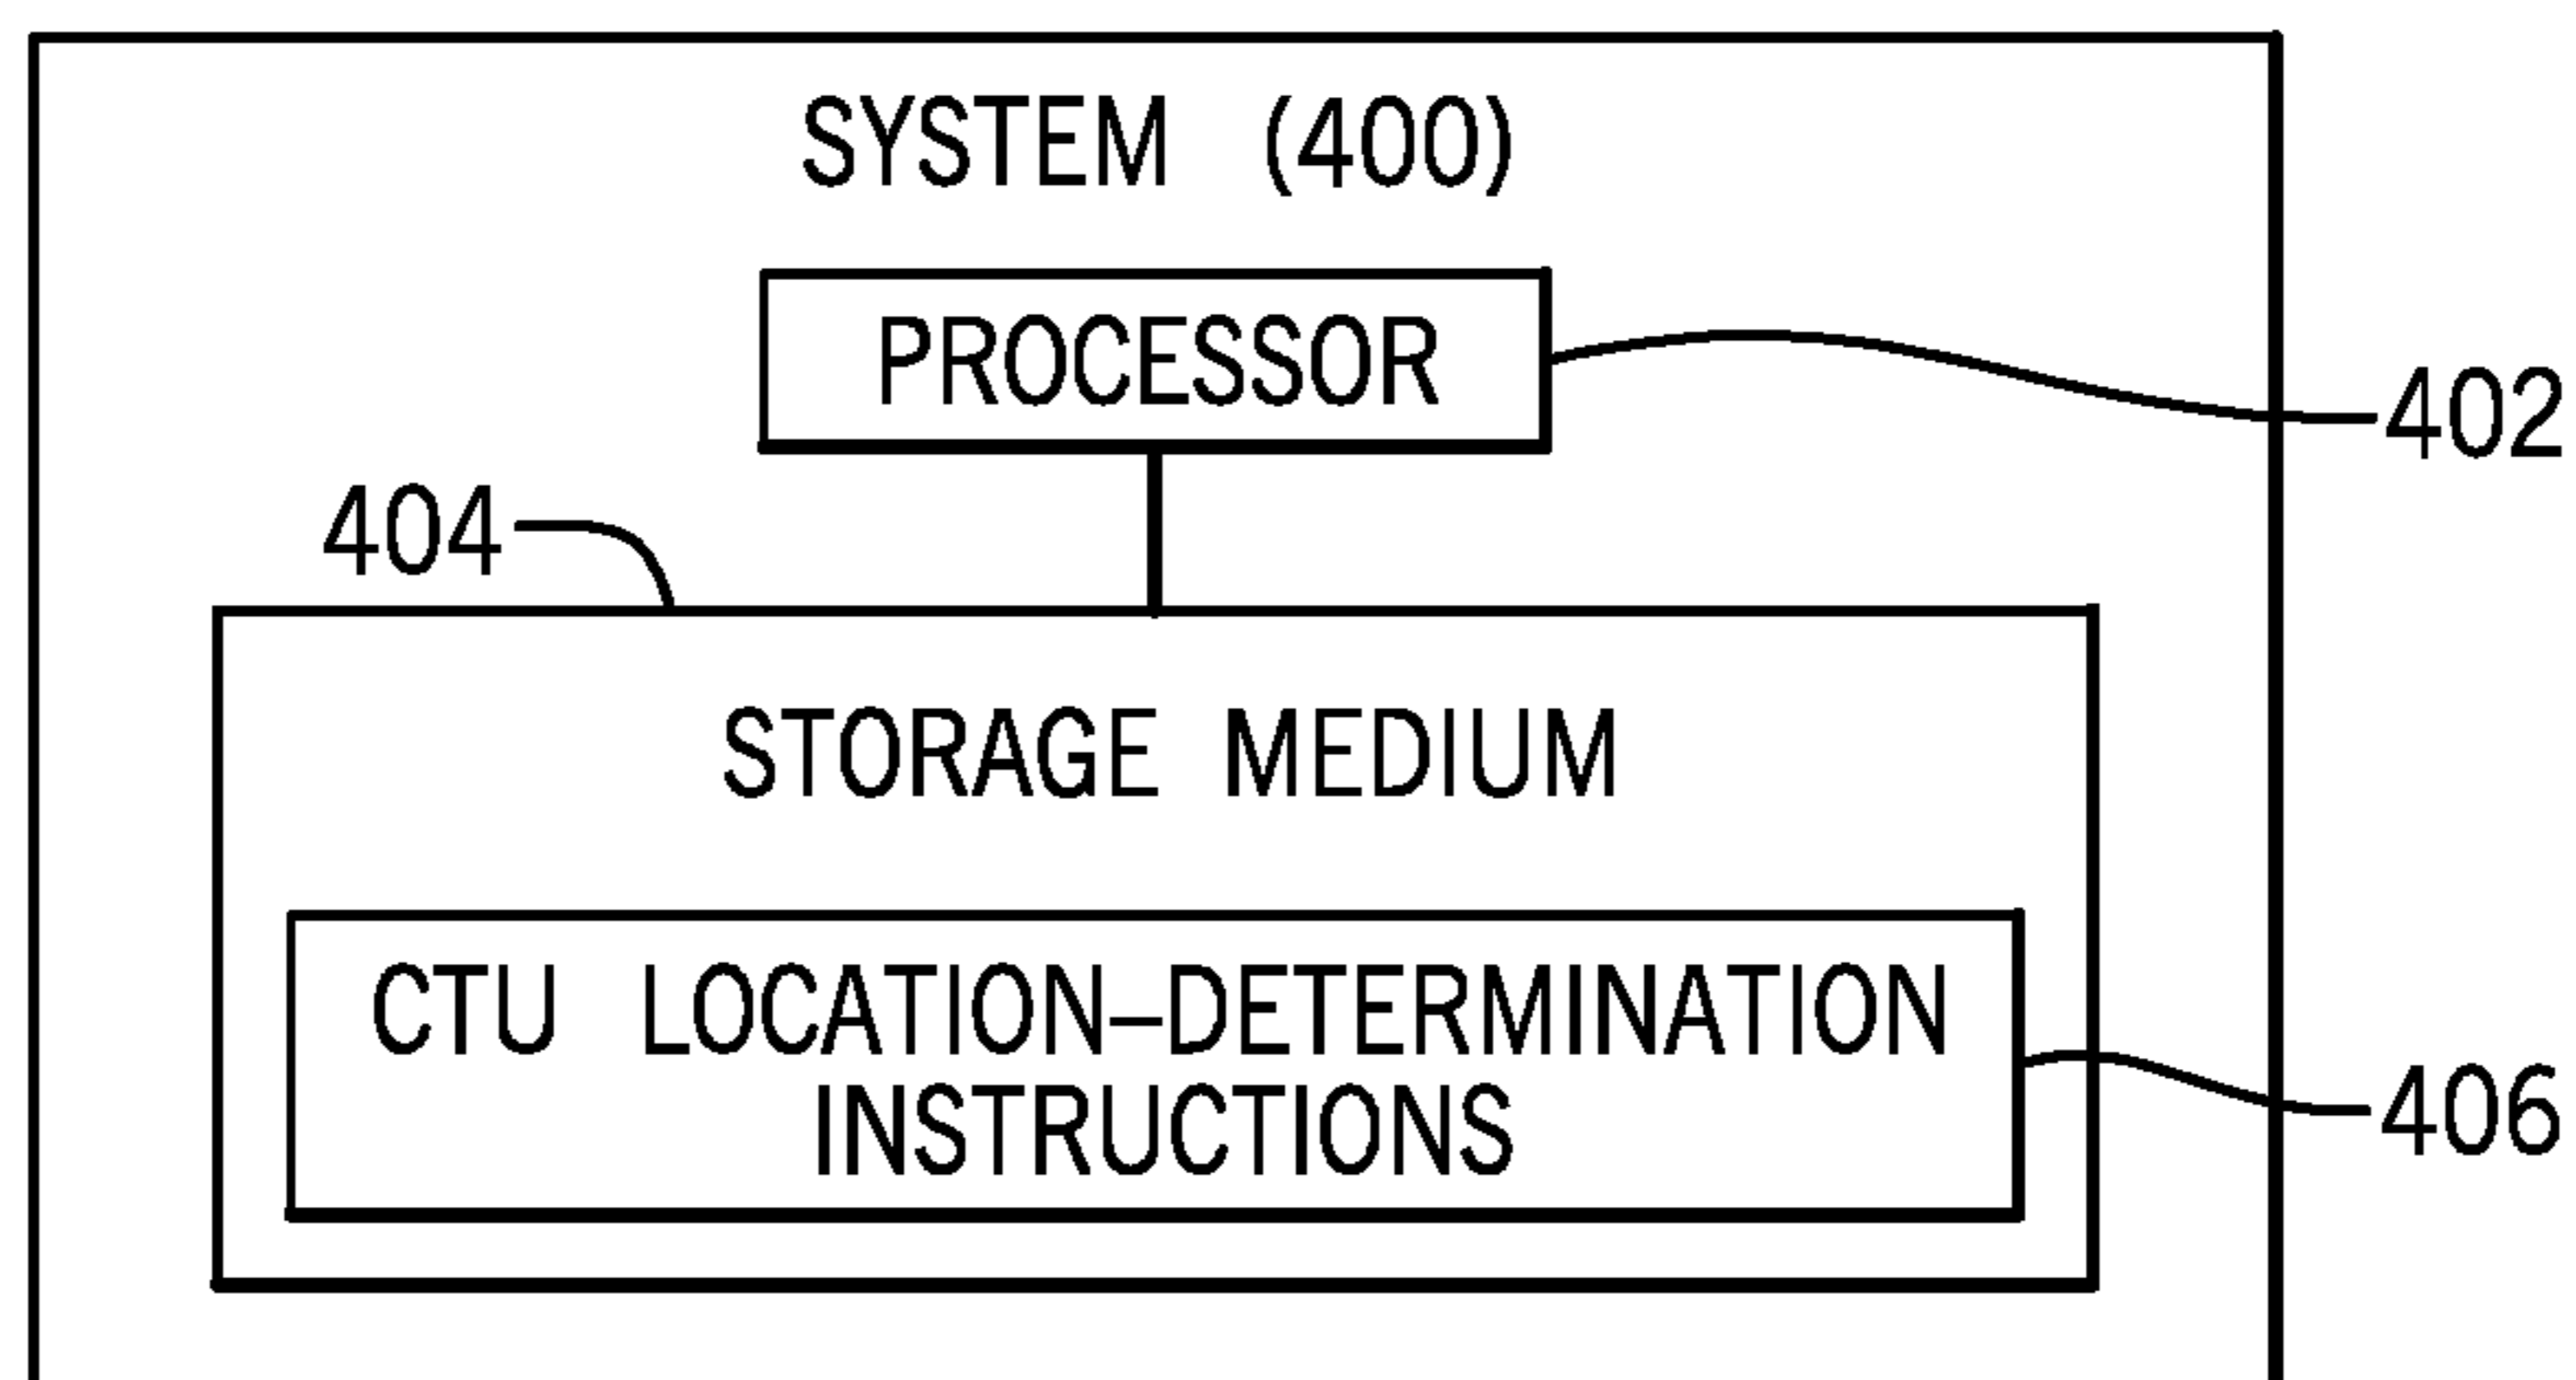 SYSTEM (400)
PROCESSOR
402
404
STORAGE MEDIUM
CTU LOCATION–DETERMINATION
INSTRUCTIONS
406